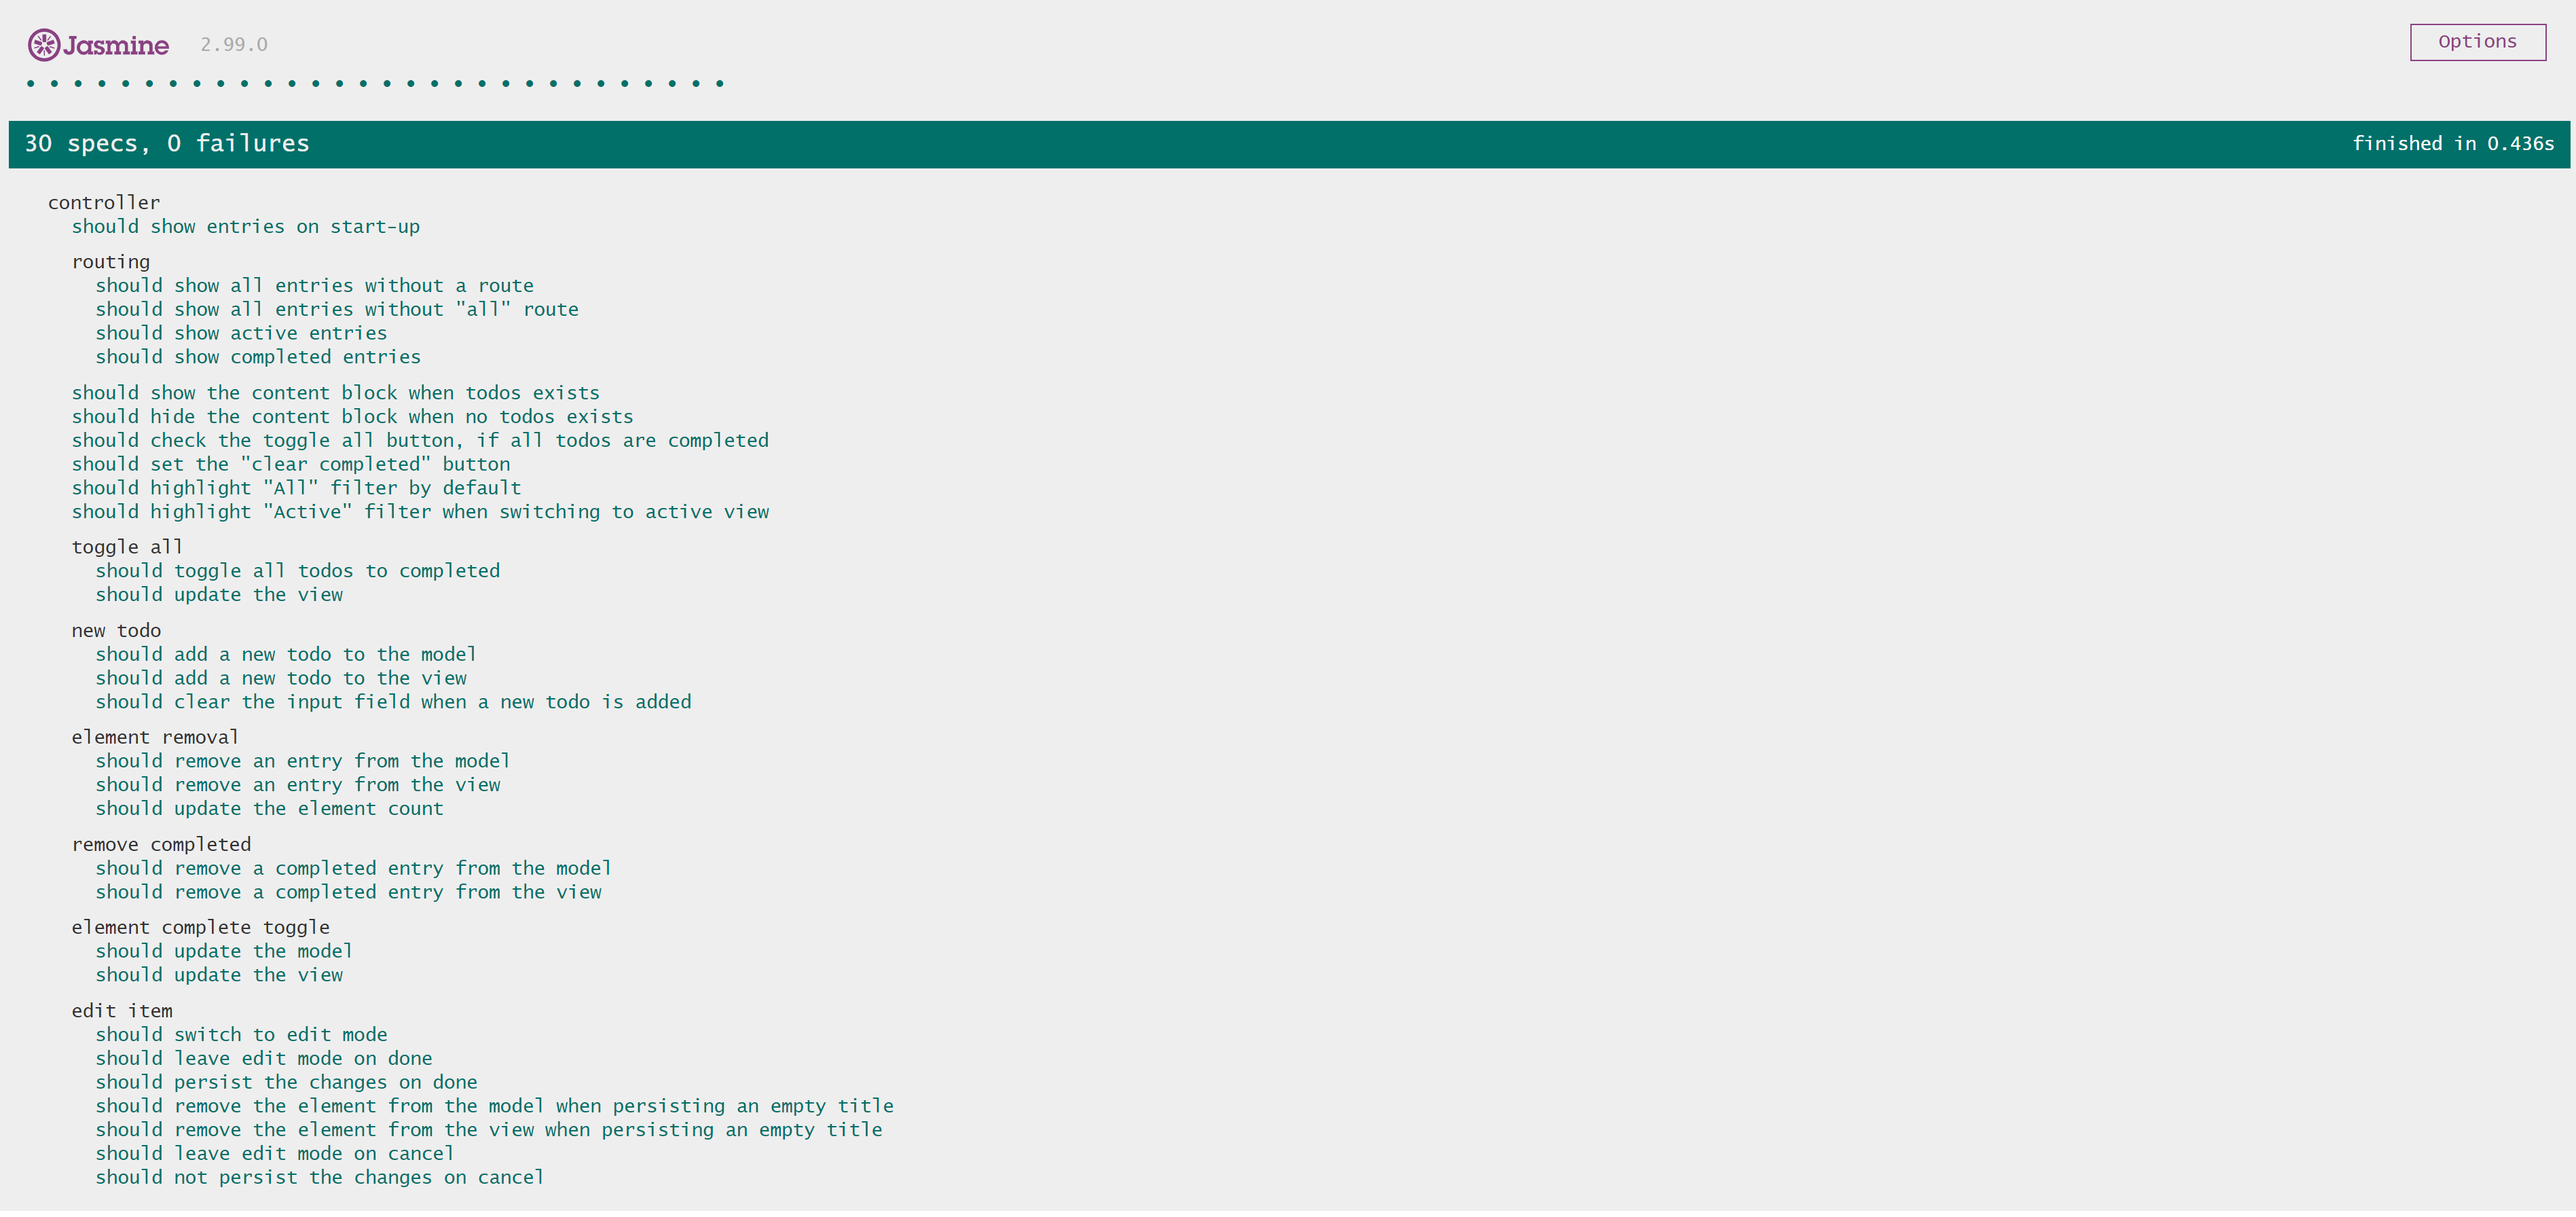 Jasmine 2.99.0 Options
30 specs, 0 failures finished in 0.436s
controller
should show entries on start-up
routing
should show all entries without a route
should show all entries without "all" route
should show active entries
should show completed entries
should show the content block when todos exists
should hide the content block when no todos exists
should check the toggle all button, if all todos are completed
should set the "clear completed" button
should highlight "All" filter by default
should highlight "Active" filter when switching to active view
toggle all
should toggle all todos to completed
should update the view
new todo
should add a new todo to the model
should add a new todo to the view
should clear the input field when a new todo is added
element removal
should remove an entry from the model
should remove an entry from the view
should update the element count
remove completed
should remove a completed entry from the model
should remove a completed entry from the view
element complete toggle
should update the model
should update the view
edit item
should switch to edit mode
should leave edit mode on done
should persist the changes on done
should remove the element from the model when persisting an empty title
should remove the element from the view when persisting an empty title
should leave edit mode on cancel
should not persist the changes on cancel